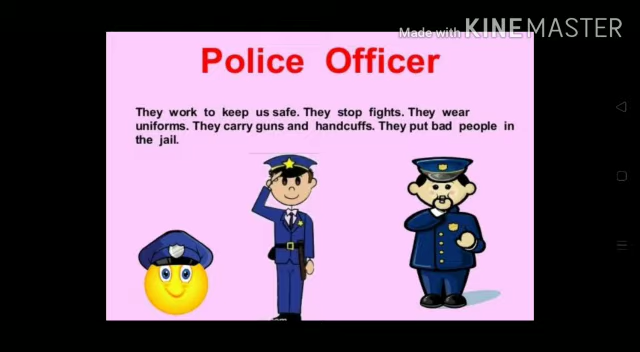 Made with KINEMASTER
Police Officer
They work to keep us safe. They stop fights. They wear
uniforms. They carry guns and handcuffs. They put bad people in
the jail.